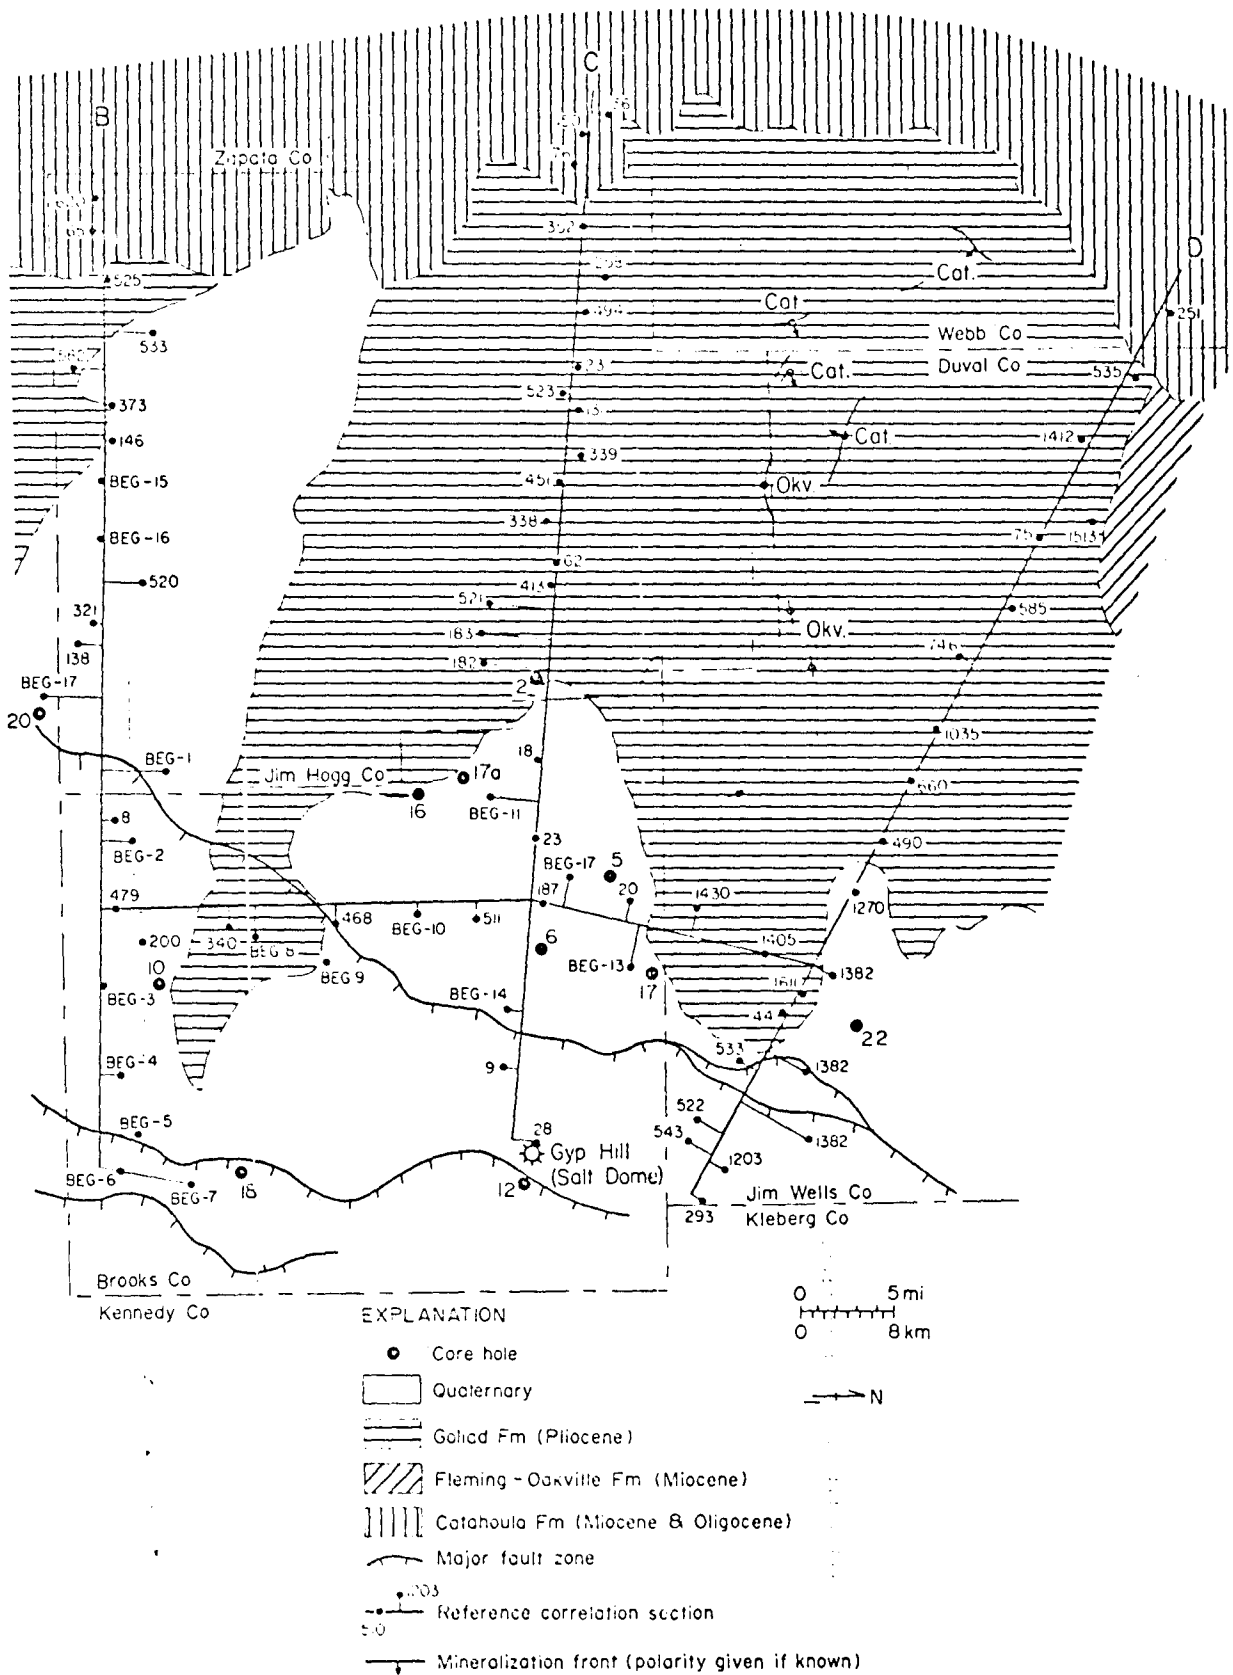 C
B
Zapata Co
392
525
494
Cat.
D
Cat
251
533
Webb Co
Duval Co
23
Cat.
535
373
523
146
Cat.
1412
339
BEG-15
451
Okv.
338
75
BEG-16
62
520
413
521
585
321
183
Okv.
138
182
746
BEG-17
2
20
1035
18
BEG-1
Jim Hogg Co
17a
16
BEG-11
560
8
23
490
BEG-2
BEG-17
5
20
479
187
1430
1270
468
BEG-10
511
340
BEG 8
200
6
1405
10
BEG 9
BEG-13
17
1382
BEG-3
1611
BEG-14
44
22
533
BEG-4
9
1382
522
BEG-5
543
1382
28
Gyp Hill
(Salt Dome)
1203
BEG-6
BEG-7
18
12
Jim Wells Co
293
Kleberg Co
Brooks Co
Kennedy Co
0 5 mi
0 8 km
N
EXPLANATION
Core hole
Quaternary
Goliad Fm (Pliocene)
Fleming - Oakville Fm (Miocene)
Catahoula Fm (Miocene & Oligocene)
Major fault zone
Reference correlation section
Mineralization front (polarity given if known)